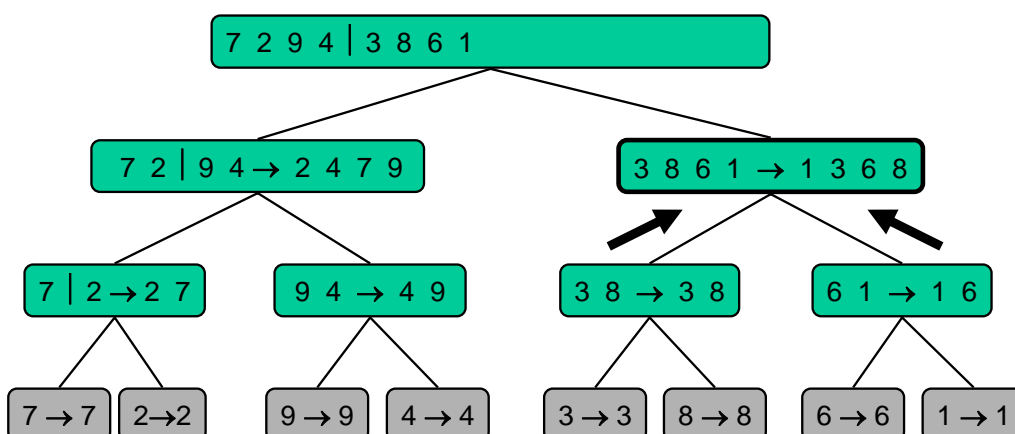 7 2 9 4 | 3 8 6 1
7 2 | 9 4 → 2 4 7 9
3 8 6 1 → 1 3 6 8
7 | 2 → 2 7
9 4 → 4 9
3 8 → 3 8
6 1 → 1 6
7 → 7
2 → 2
9 → 9
4 → 4
3 → 3
8 → 8
6 → 6
1 → 1